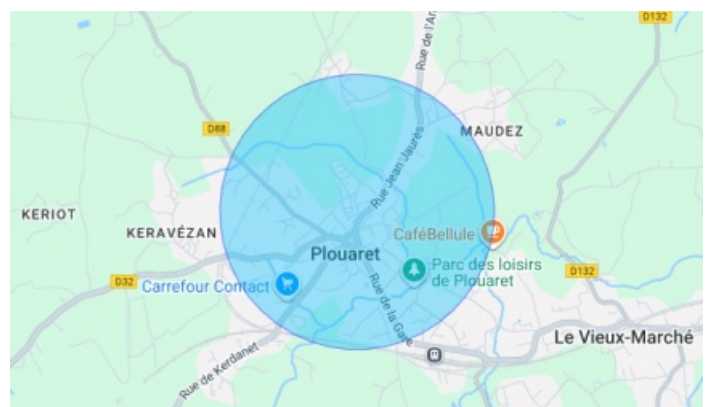 D132
Rue de l'Ar
D88
MAUDEZ
Rue Jean Jaurès
KERIOT
KERAVÉZAN
CaféBellule
Plouaret
Parc des loisirs
de Plouaret
D132
D32
Carrefour Contact
Rue de la Gare
Le Vieux-Marché
Rue de Kerdanet